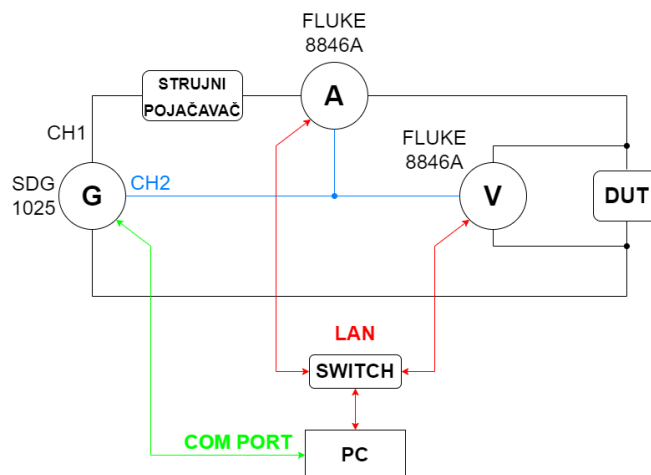 FLUKE
8846A
STRUJNI
POJAČAVAČ
A
CH1
FLUKE
8846A
SDG
1025
G
CH2
V
DUT
LAN
SWITCH
COM PORT
PC